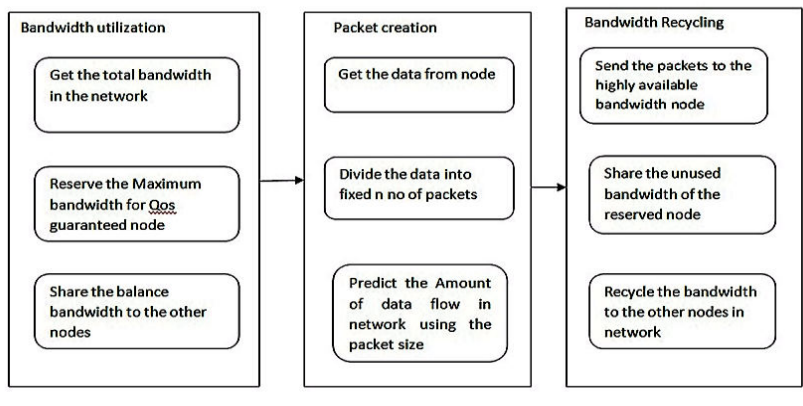 Bandwidth utilization
Get the total bandwidth
in the network
Reserve the Maximum
bandwidth for Qos
guaranteed node
Share the balance
bandwidth to the other
nodes
Packet creation
Get the data from node
Divide the data into
fixed n no of packets
Predict the Amount
of data flow in
network using the
packet size
Bandwidth Recycling
Send the packets to the
highly available
bandwidth node
Share the unused
bandwidth of the
reserved node
Recycle the bandwidth
to the other nodes in
network